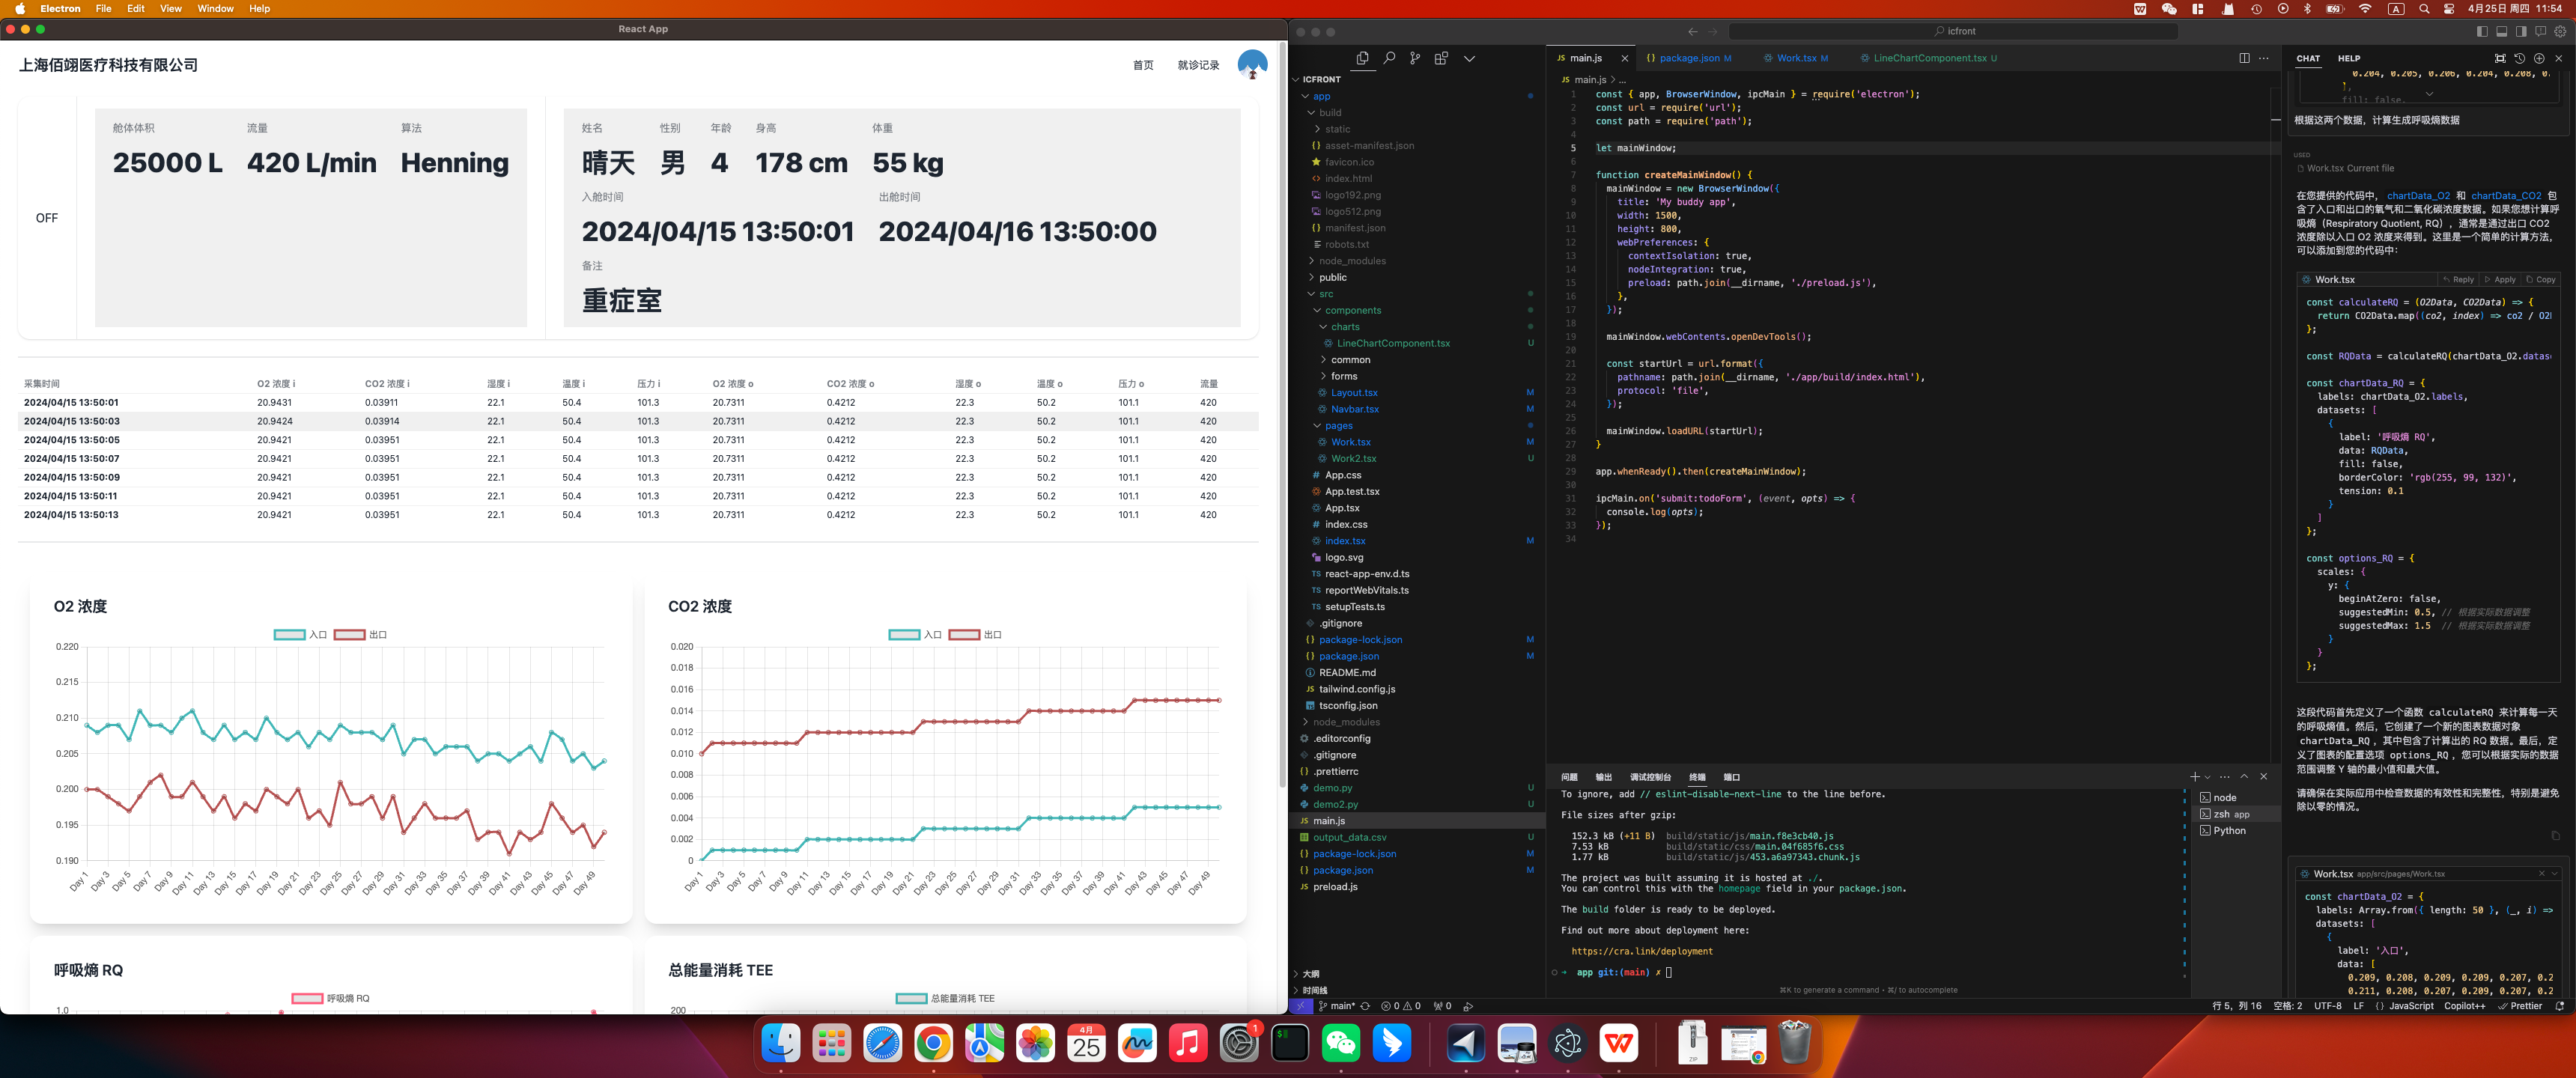 Electron File Edit View Window Help
4月25日 周四 11:54
React App
上海佰翊医疗科技有限公司
首页 就诊记录
OFF
舱体体积 流量 算法
25000 L 420 L/min Henning
姓名 性别 年龄 身高 体重
晴天 男 4 178 cm 55 kg
入舱时间 出舱时间
2024/04/15 13:50:01 2024/04/16 13:50:00
备注
重症室
采集时间 O2 浓度 i CO2 浓度 i 湿度 i 温度 i 压力 i O2 浓度 o CO2 浓度 o 湿度 o 温度 o 压力 o 流量
2024/04/15 13:50:01 20.9431 0.03911 22.1 50.4 101.3 20.7311 0.4212 22.3 50.2 101.1 420
2024/04/15 13:50:03 20.9424 0.03914 22.1 50.4 101.3 20.7311 0.4212 22.3 50.2 101.1 420
2024/04/15 13:50:05 20.9421 0.03951 22.1 50.4 101.3 20.7311 0.4212 22.3 50.2 101.1 420
2024/04/15 13:50:07 20.9421 0.03951 22.1 50.4 101.3 20.7311 0.4212 22.3 50.2 101.1 420
2024/04/15 13:50:09 20.9421 0.03951 22.1 50.4 101.3 20.7311 0.4212 22.3 50.2 101.1 420
2024/04/15 13:50:11 20.9421 0.03951 22.1 50.4 101.3 20.7311 0.4212 22.3 50.2 101.1 420
2024/04/15 13:50:13 20.9421 0.03951 22.1 50.4 101.3 20.7311 0.4212 22.3 50.2 101.1 420
O2 浓度
入口 出口
0.220
0.215
0.210
0.205
0.200
0.195
0.190
Day 1 Day 3 Day 5 Day 7 Day 9 Day 11 Day 13 Day 15 Day 17 Day 19 Day 21 Day 23 Day 25 Day 27 Day 29 Day 31 Day 33 Day 35 Day 37 Day 39 Day 41 Day 43 Day 45 Day 47 Day 49
CO2 浓度
入口 出口
0.020
0.018
0.016
0.014
0.012
0.010
0.008
0.006
0.004
0.002
0
Day 1 Day 3 Day 5 Day 7 Day 9 Day 11 Day 13 Day 15 Day 17 Day 19 Day 21 Day 23 Day 25 Day 27 Day 29 Day 31 Day 33 Day 35 Day 37 Day 39 Day 41 Day 43 Day 45 Day 47 Day 49
呼吸熵 RQ
呼吸熵 RQ
1.0
总能量消耗 TEE
总能量消耗 TEE
200
icfront
ICFRONT
app
build
static
asset-manifest.json
favicon.ico
index.html
logo192.png
logo512.png
manifest.json
robots.txt
node_modules
public
src
components
charts
LineChartComponent.tsx U
common
forms
Layout.tsx M
Navbar.tsx M
pages
Work.tsx M
Work2.tsx U
App.css
App.test.tsx
App.tsx
index.css
index.tsx M
logo.svg
react-app-env.d.ts
reportWebVitals.ts
setupTests.ts
.gitignore
package-lock.json M
package.json M
README.md
tailwind.config.js
tsconfig.json
node_modules
.editorconfig
.gitignore
.prettierrc
demo.py U
demo2.py U
main.js
output_data.csv U
package-lock.json M
package.json M
preload.js
大纲
时间线
main.js package.json M Work.tsx M LineChartComponent.tsx U
main.js > ...
1 const { app, BrowserWindow, ipcMain } = require('electron');
2 const url = require('url');
3 const path = require('path');
4
5 let mainWindow;
6
7 function createMainWindow() {
8 mainWindow = new BrowserWindow({
9 title: 'My buddy app',
10 width: 1500,
11 height: 800,
12 webPreferences: {
13 contextIsolation: true,
14 nodeIntegration: true,
15 preload: path.join(__dirname, './preload.js'),
16 },
17 });
18
19 mainWindow.webContents.openDevTools();
20
21 const startUrl = url.format({
22 pathname: path.join(__dirname, './app/build/index.html'),
23 protocol: 'file',
24 });
25
26 mainWindow.loadURL(startUrl);
27 }
28
29 app.whenReady().then(createMainWindow);
30
31 ipcMain.on('submit:todoForm', (event, opts) => {
32 console.log(opts);
33 });
34
问题 输出 调试控制台 终端 端口
To ignore, add // eslint-disable-next-line to the line before.
File sizes after gzip:
152.3 kB (+11 B) build/static/js/main.f8e3cb40.js
7.53 kB build/static/css/main.04f685f6.css
1.77 kB build/static/js/453.a6a97343.chunk.js
The project was built assuming it is hosted at ./.
You can control this with the homepage field in your package.json.
The build folder is ready to be deployed.
Find out more about deployment here:
https://cra.link/deployment
➜ app git:(main) ✗
⌘K to generate a command • ⌘/ to autocomplete
node
zsh app
Python
CHAT HELP
0.204, 0.205, 0.206, 0.204, 0.208, 0.
],
fill: false,
根据这两个数据，计算生成呼吸熵数据
USED
Work.tsx Current file
在您提供的代码中， chartData_O2 和 chartData_CO2 包
含了入口和出口的氧气和二氧化碳浓度数据。如果您想计算呼
吸熵（Respiratory Quotient, RQ），通常是通过出口 CO2
浓度除以入口 O2 浓度来得到。这里是一个简单的计算方法，
可以添加到您的代码中：
Work.tsx Reply Apply Copy
const calculateRQ = (O2Data, CO2Data) => {
return CO2Data.map((co2, index) => co2 / O2
};
const RQData = calculateRQ(chartData_O2.datas
const chartData_RQ = {
labels: chartData_O2.labels,
datasets: [
{
label: '呼吸熵 RQ',
data: RQData,
fill: false,
borderColor: 'rgb(255, 99, 132)',
tension: 0.1
}
]
};
const options_RQ = {
scales: {
y: {
beginAtZero: false,
suggestedMin: 0.5, // 根据实际数据调整
suggestedMax: 1.5 // 根据实际数据调整
}
}
};
这段代码首先定义了一个函数 calculateRQ 来计算每一天
的呼吸熵值。然后，它创建了一个新的图表数据对象
chartData_RQ ，其中包含了计算出的 RQ 数据。最后，定
义了图表的配置选项 options_RQ ，您可以根据实际的数据
范围调整 Y 轴的最小值和最大值。
请确保在实际应用中检查数据的有效性和完整性，特别是避免
除以零的情况。
Work.tsx app/src/pages/Work.tsx
const chartData_O2 = {
labels: Array.from({ length: 50 }, (_, i) =>
datasets: [
{
label: '入口',
data: [
0.209, 0.208, 0.209, 0.209, 0.207, 0.2
0.211, 0.208, 0.207, 0.209, 0.207, 0.2
main* 0 0 0
行 5，列 16 空格: 2 UTF-8 LF JavaScript Copilot++ Prettier
4月
25
1
ZIP